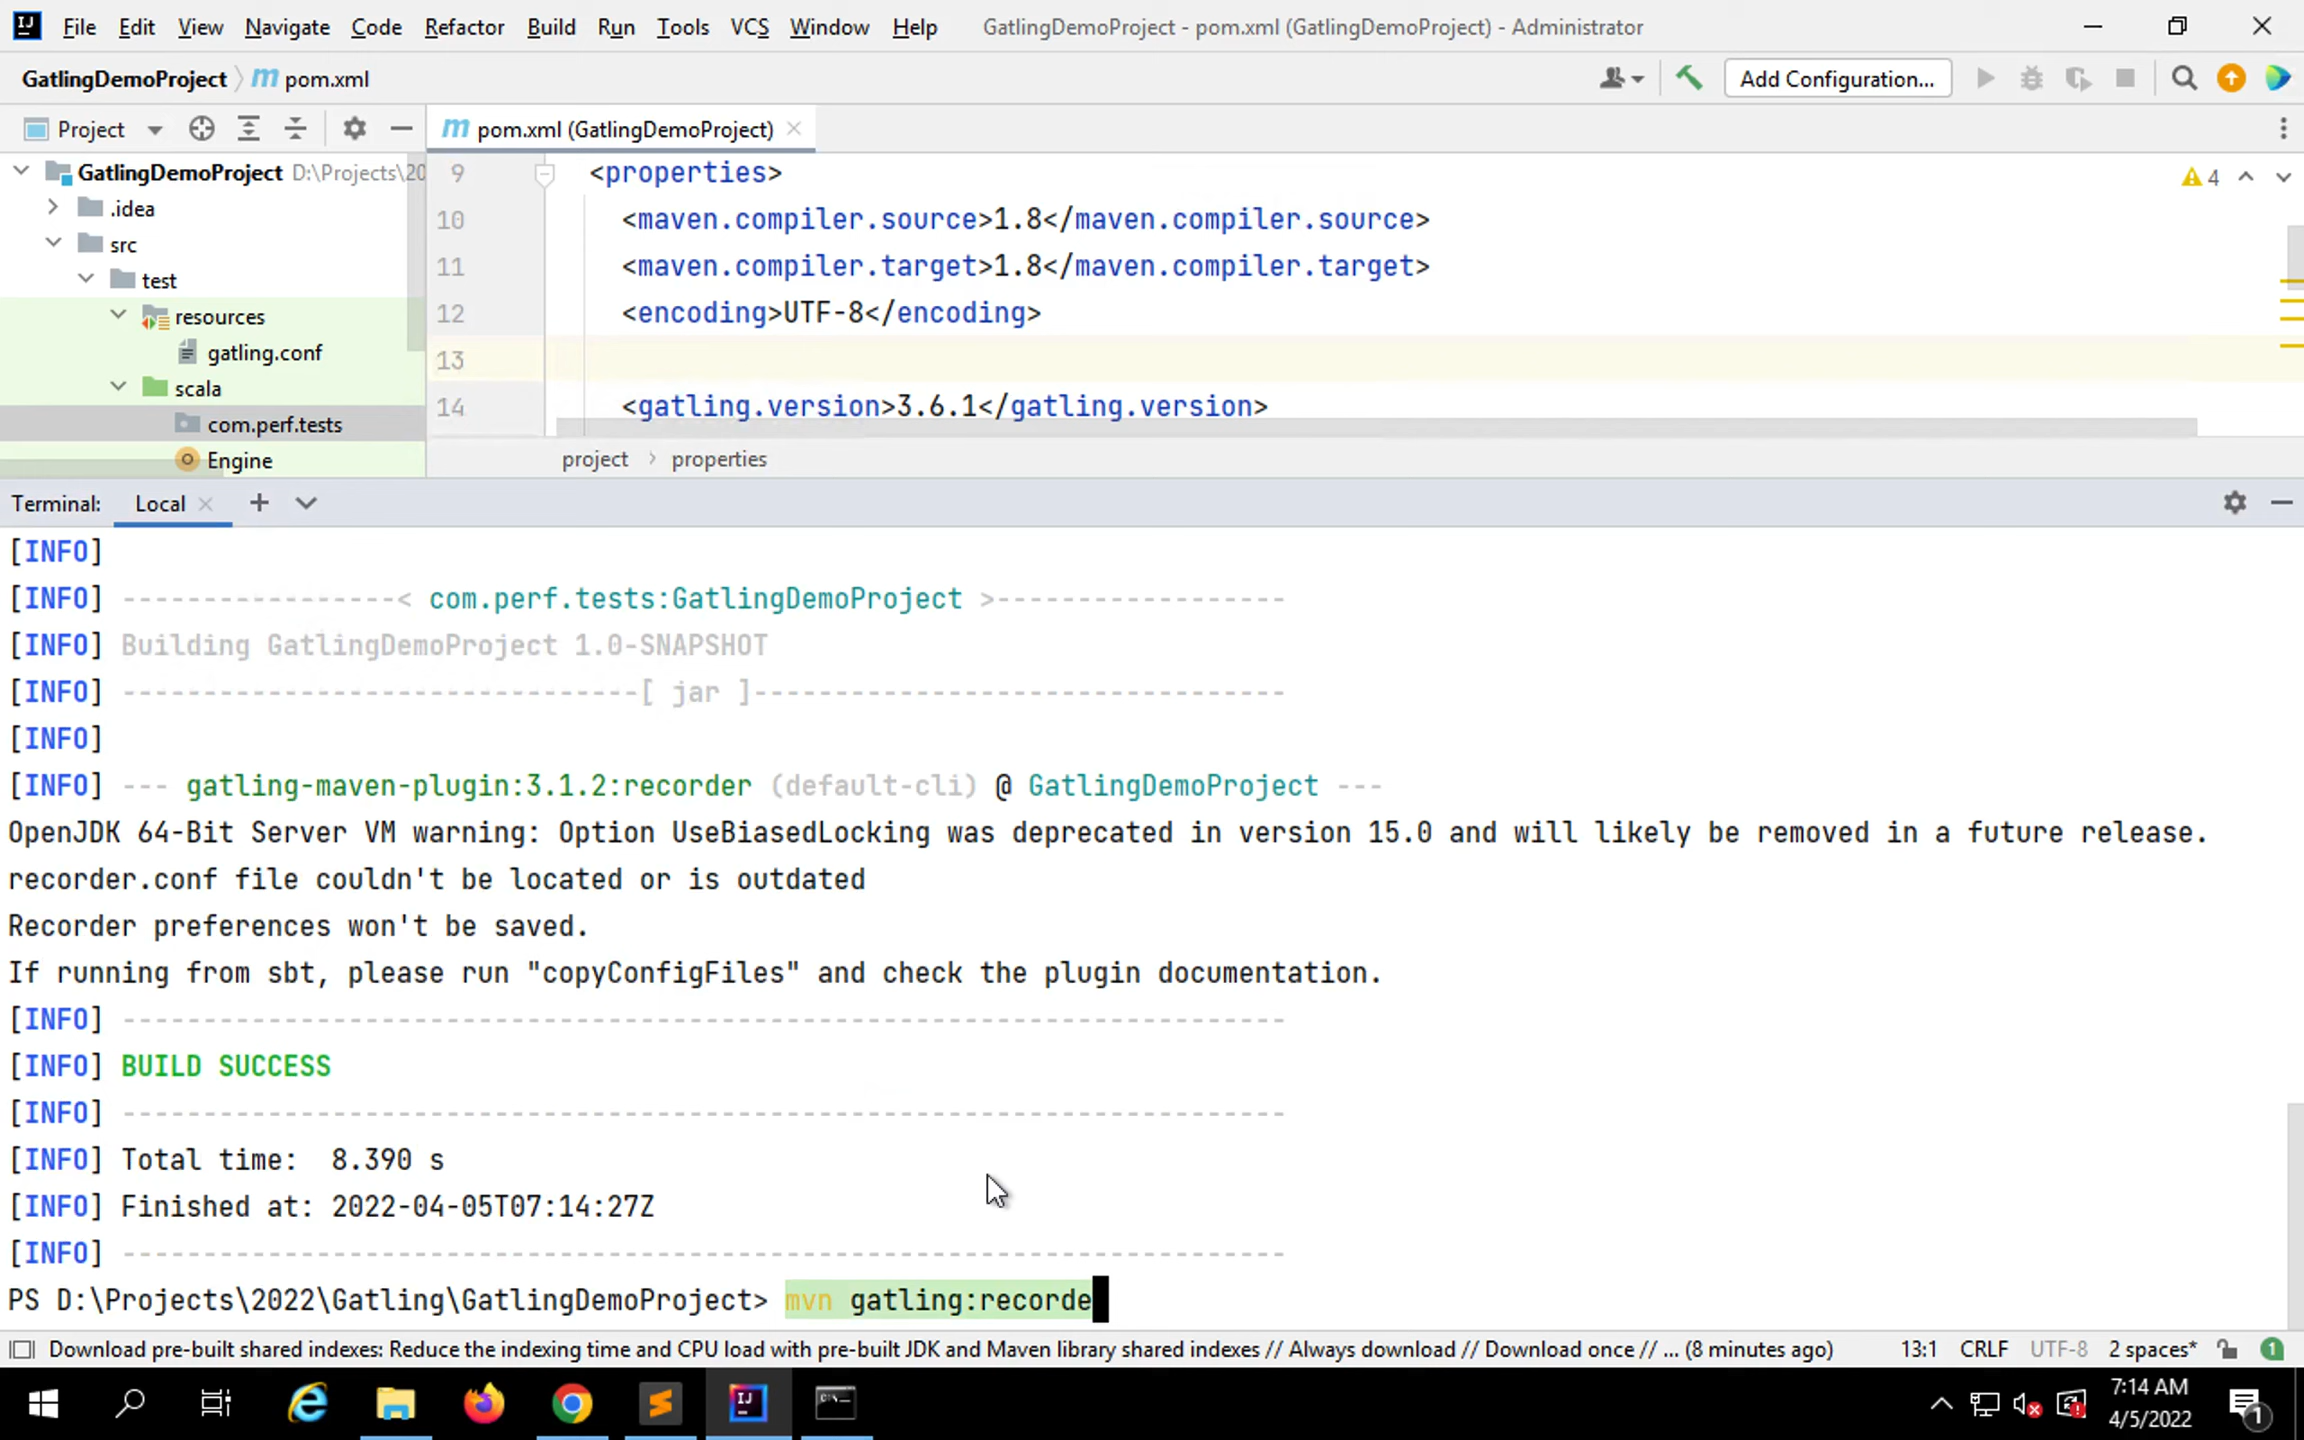 File Edit View Navigate Code Refactor Build Run Tools VCS Window Help GatlingDemoProject - pom.xml (GatlingDemoProject) - Administrator
GatlingDemoProject pom.xml Add Configuration...
Project pom.xml (GatlingDemoProject)
GatlingDemoProject D:\Projects\20
.idea
src
test
resources
gatling.conf
scala
com.perf.tests
Engine
9 <properties> 4
10 <maven.compiler.source>1.8</maven.compiler.source>
11 <maven.compiler.target>1.8</maven.compiler.target>
12 <encoding>UTF-8</encoding>
13
14 <gatling.version>3.6.1</gatling.version>
project > properties
Terminal: Local
[INFO]
[INFO] -----------------< com.perf.tests:GatlingDemoProject >------------------
[INFO] Building GatlingDemoProject 1.0-SNAPSHOT
[INFO] --------------------------------[ jar ]---------------------------------
[INFO]
[INFO] --- gatling-maven-plugin:3.1.2:recorder (default-cli) @ GatlingDemoProject ---
OpenJDK 64-Bit Server VM warning: Option UseBiasedLocking was deprecated in version 15.0 and will likely be removed in a future release.
recorder.conf file couldn't be located or is outdated
Recorder preferences won't be saved.
If running from sbt, please run "copyConfigFiles" and check the plugin documentation.
[INFO] ------------------------------------------------------------------------
[INFO] BUILD SUCCESS
[INFO] ------------------------------------------------------------------------
[INFO] Total time:  8.390 s
[INFO] Finished at: 2022-04-05T07:14:27Z
[INFO] ------------------------------------------------------------------------
PS D:\Projects\2022\Gatling\GatlingDemoProject> mvn gatling:recorde
Download pre-built shared indexes: Reduce the indexing time and CPU load with pre-built JDK and Maven library shared indexes // Always download // Download once // ... (8 minutes ago) 13:1 CRLF UTF-8 2 spaces* 1
7:14 AM
4/5/2022
1